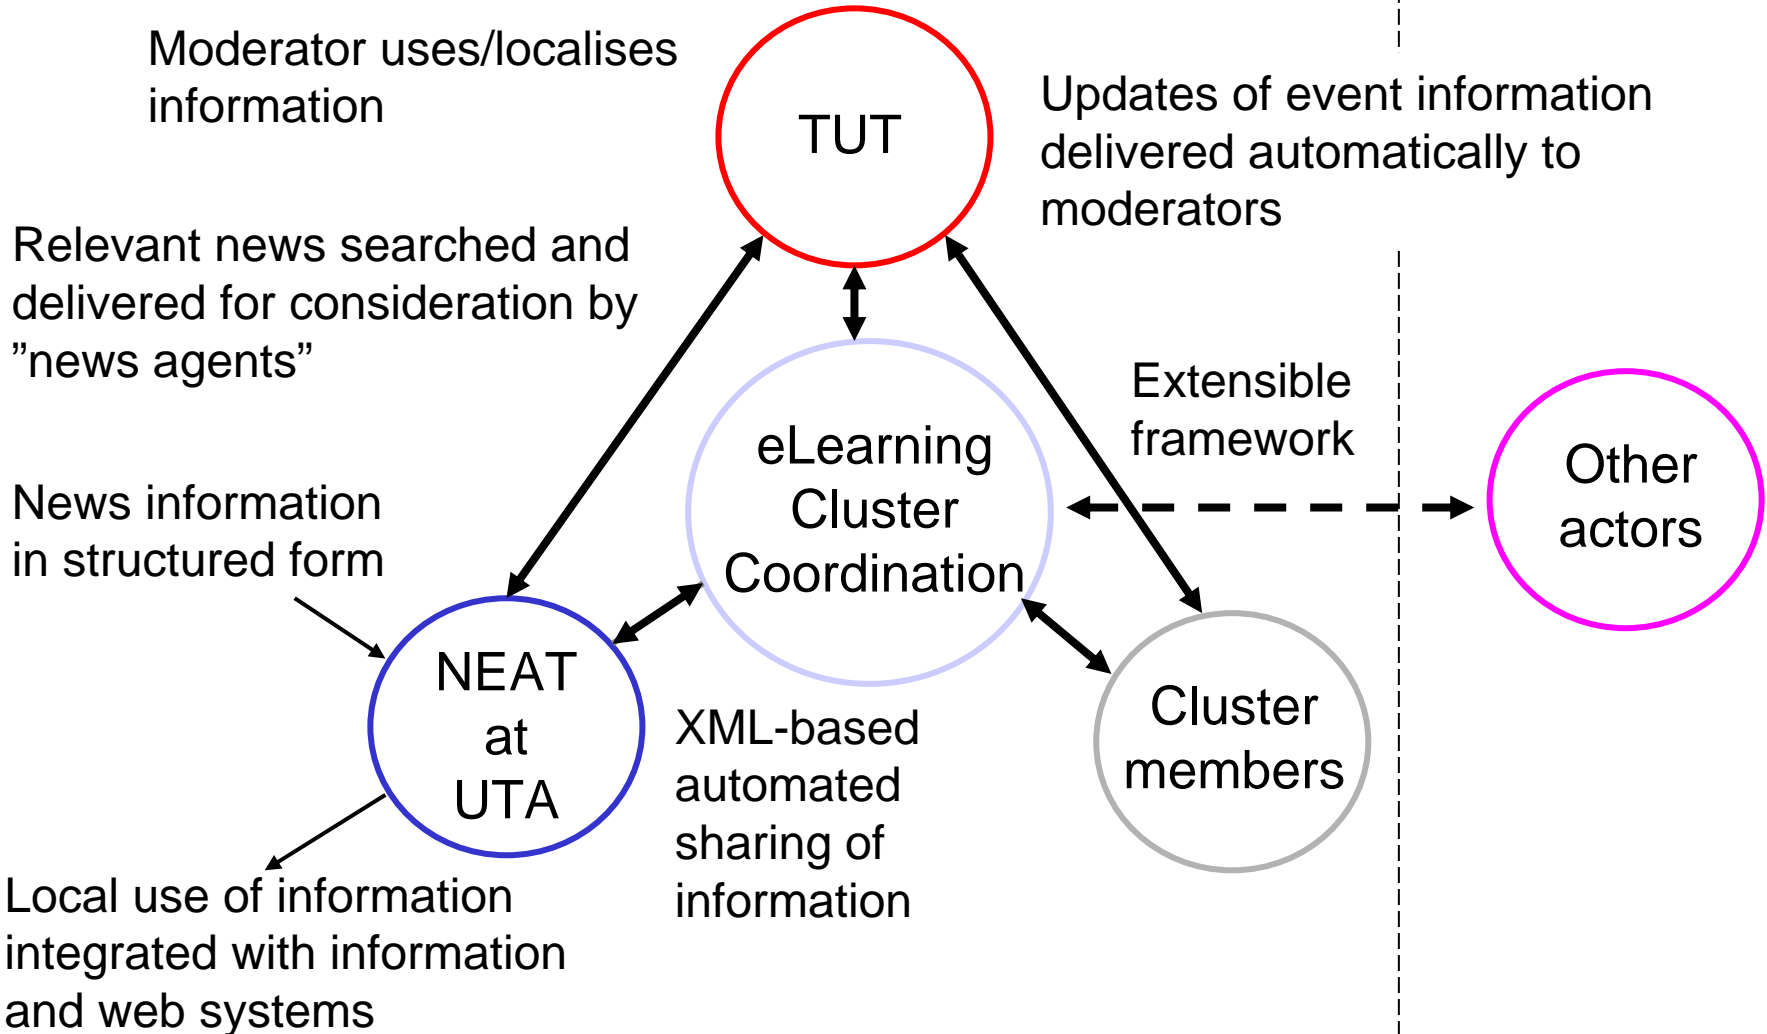 Moderator uses/localises
information
TUT
Updates of event information
delivered automatically to
moderators
Relevant news searched and
delivered for consideration by
”news agents”
Extensible
framework
eLearning
Cluster
Coordination
Other
actors
News information
in structured form
NEAT
at
UTA
Cluster
members
XML-based
automated
sharing of
information
Local use of information
integrated with information
and web systems